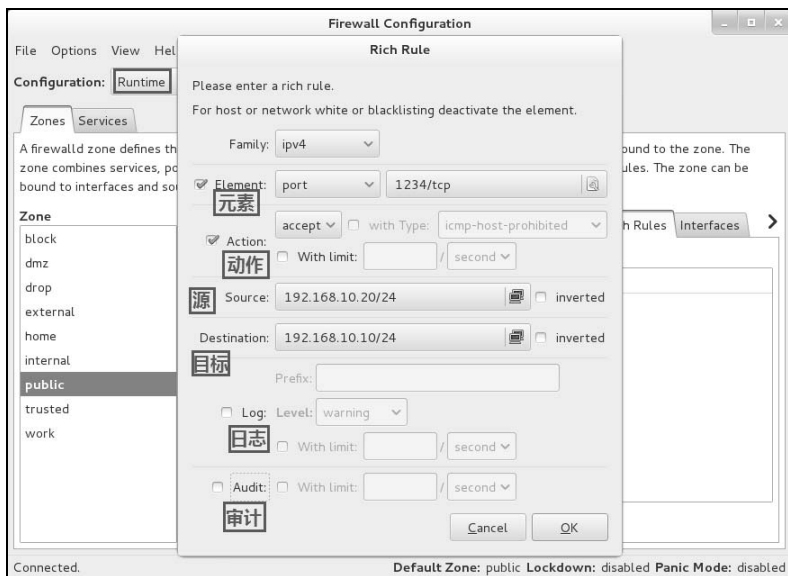 Firewall Configuration
File Options View Hel
Rich Rule
Configuration: Runtime
Please enter a rich rule.
For host or network white or blacklisting deactivate the element.
Zones Services
A firewalld zone defines th
zone combines services, po
bound to interfaces and so
ound to the zone. The
ules. The zone can be
Family: ipv4
Element: port 1234/tcp
元素
Zone
block
dmz
drop
external
home
internal
public
trusted
work
h Rules Interfaces
accept with Type: icmp-host-prohibited
Action:
动作
With limit: / second
源 Source: 192.168.10.20/24 inverted
Destination: 192.168.10.10/24 inverted
目标
Prefix:
Log: Level: warning
日志
With limit: / second
Audit: With limit: / second
审计
Cancel OK
Connected.
Default Zone: public Lockdown: disabled Panic Mode: disabled